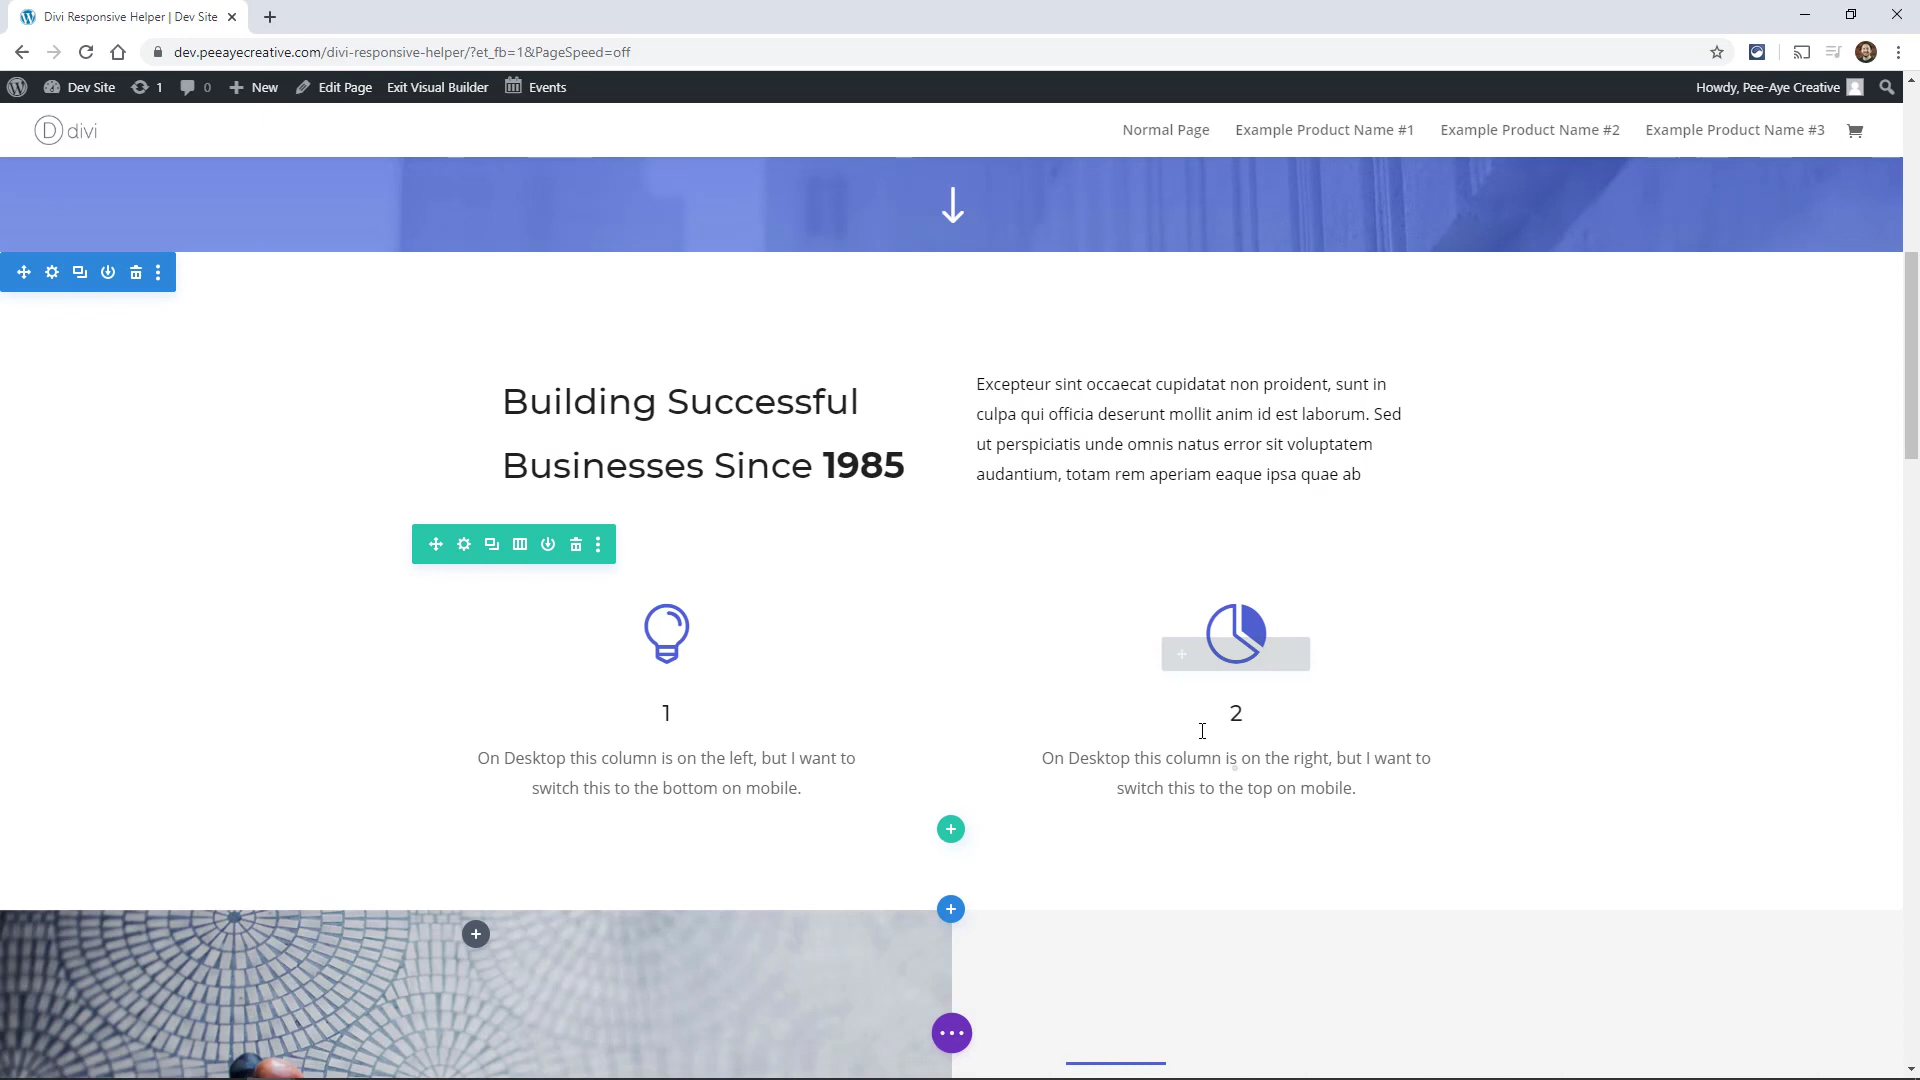 Divi Responsive Helper | Dev Site
dev.peeayecreative.com/divi-responsive-helper/?et_fb=1&PageSpeed=off
Dev Site 1 0 New Edit Page Exit Visual Builder Events Howdy, Pee-Aye Creative
D divi
Normal Page Example Product Name #1 Example Product Name #2 Example Product Name #3
Building Successful
Businesses Since 1985
Excepteur sint occaecat cupidatat non proident, sunt in
culpa qui officia deserunt mollit anim id est laborum. Sed
ut perspiciatis unde omnis natus error sit voluptatem
audantium, totam rem aperiam eaque ipsa quae ab
1
On Desktop this column is on the left, but I want to
switch this to the bottom on mobile.
2
On Desktop this column is on the right, but I want to
switch this to the top on mobile.